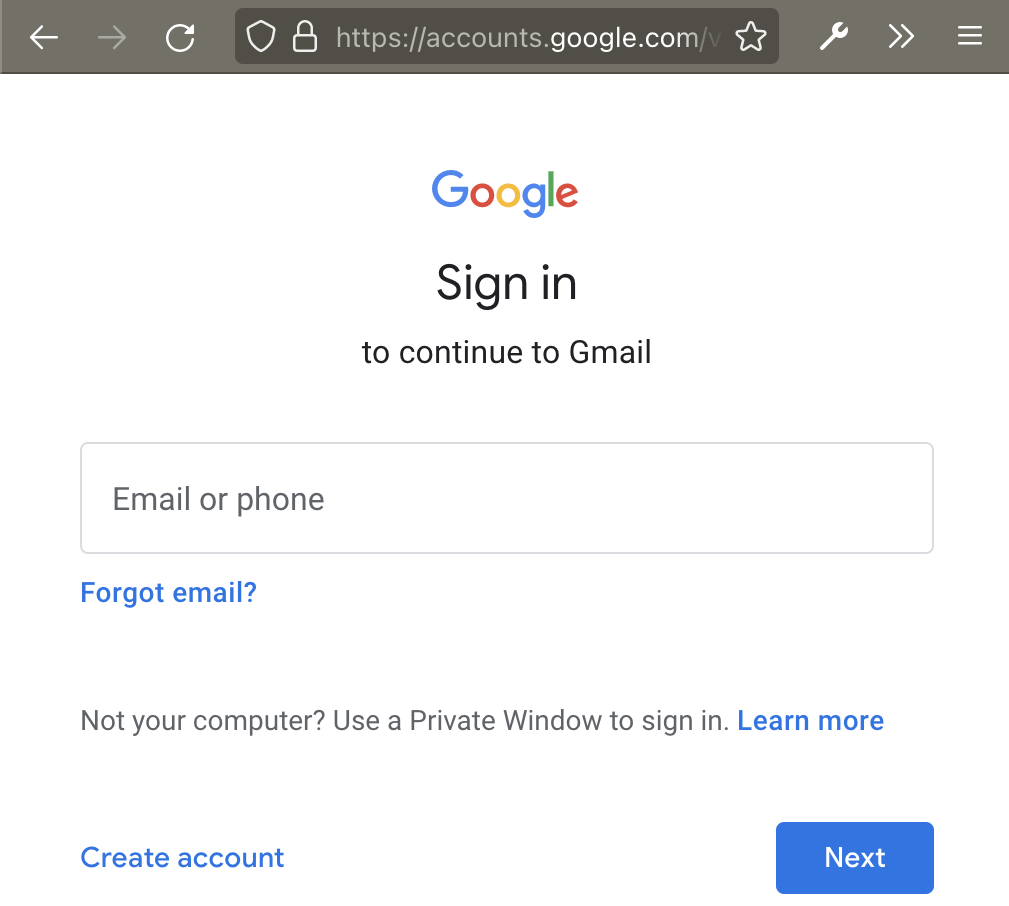 https://accounts.google.com/v
Google
Sign in
to continue to Gmail
Email or phone
Forgot email?
Not your computer? Use a Private Window to sign in. Learn more
Create account
Next